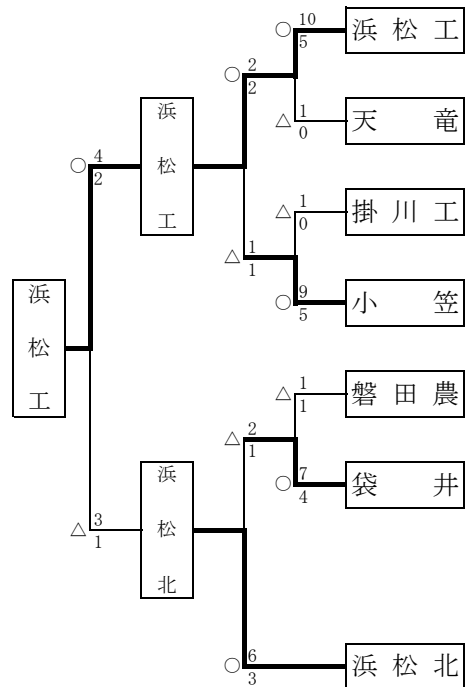 ○ 10 浜松工
5
○ 2
2
浜松工
△ 1 天竜
0
○ 4
2
△ 1 掛川工
0
△ 1
1
○ 9 小笠
5
浜松工
△ 1 磐田農
1
△ 2
1
浜松北
○ 7 袋井
4
△ 3
1
○ 6 浜松北
3